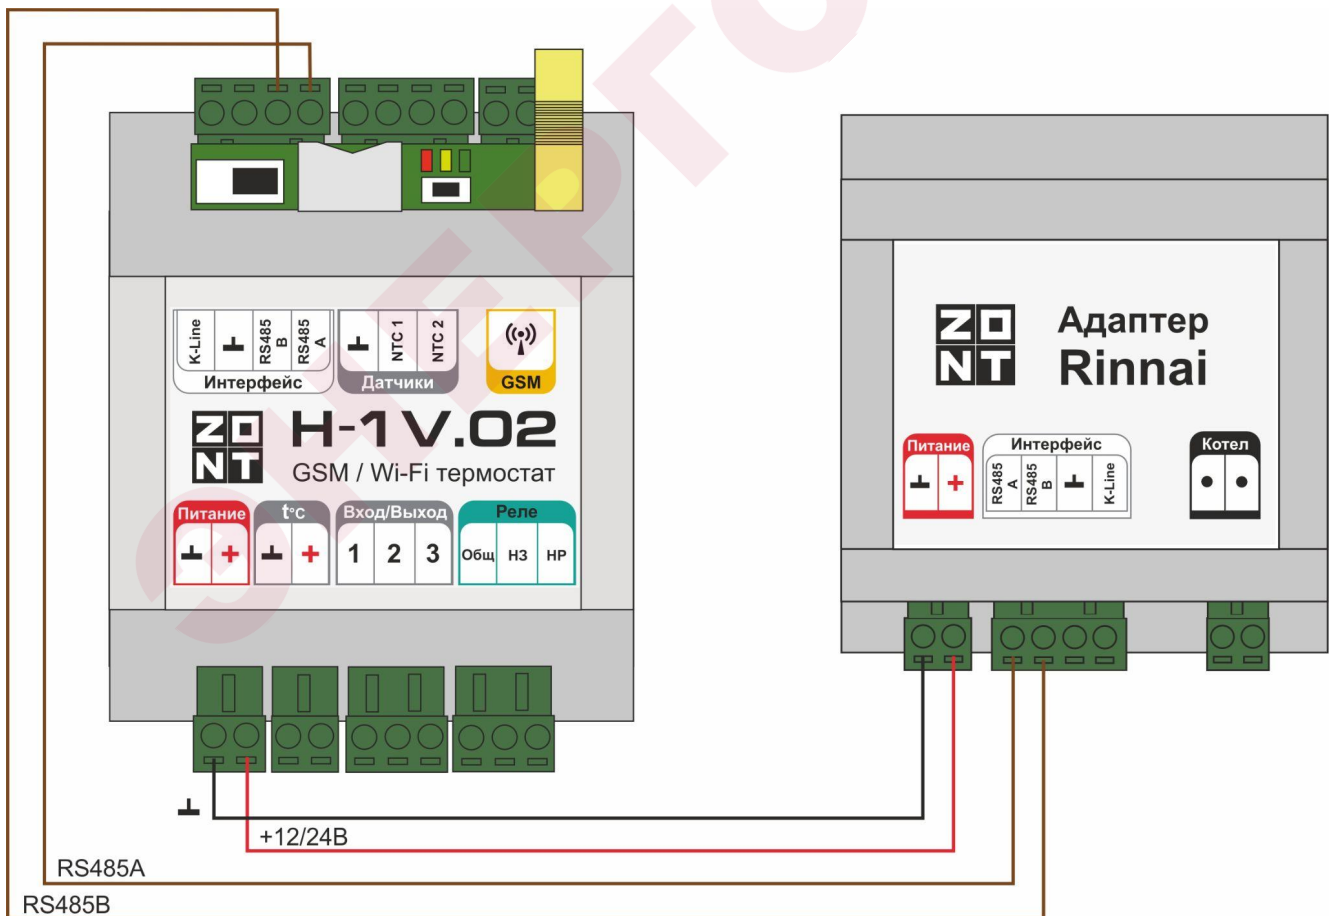 K-Line
RS485
B
RS485
A
Интерфейс
NTC 1
NTC 2
Датчики
GSM
ZONT
H-1V.02
GSM / Wi-Fi термостат
Питание
+
t°C
+
Вход/Выход
1 2 3
Реле
Общ НЗ НР
ZONT
Адаптер
Rinnai
Питание
+
Интерфейс
RS485
A
RS485
B
K-Line
Котел
+12/24В
RS485A
RS485B
ЭНЕРГО